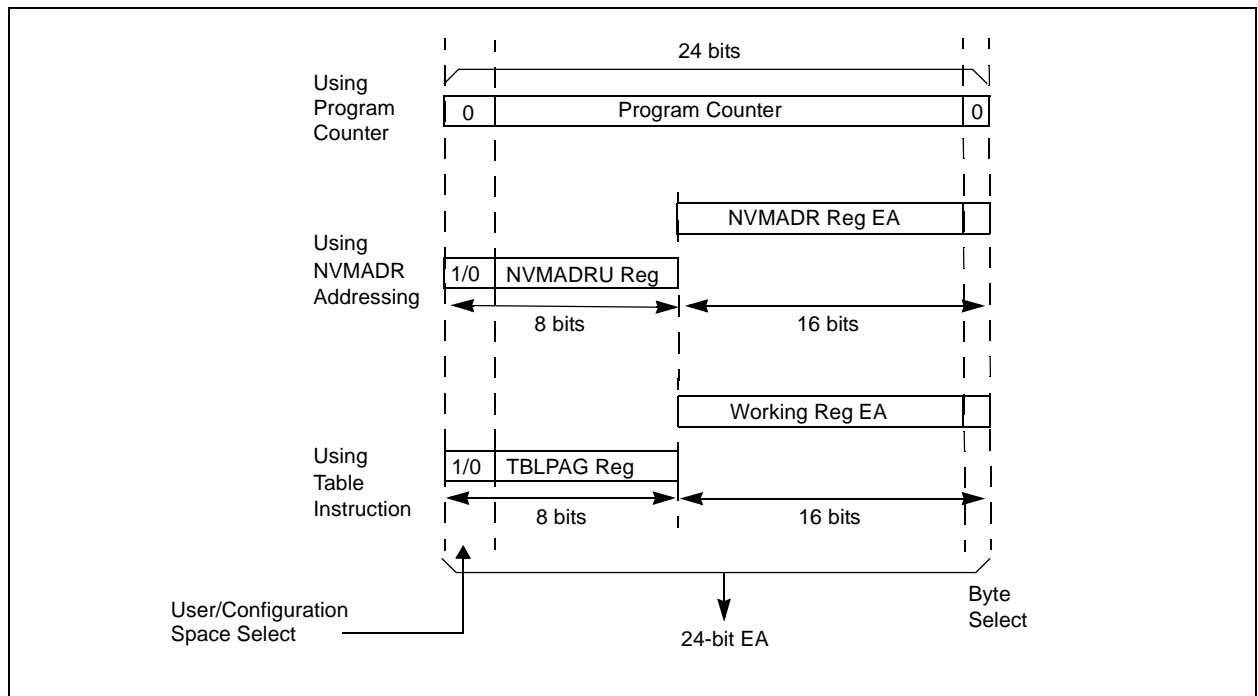 24 bits
Using
Program
Counter
0
Program Counter
0
NVMADR Reg EA
Using
NVMADR
Addressing
1/0
NVMADRU Reg
8 bits
16 bits
Working Reg EA
Using
Table
Instruction
1/0
TBLPAG Reg
8 bits
16 bits
User/Configuration
Space Select
24-bit EA
Byte
Select